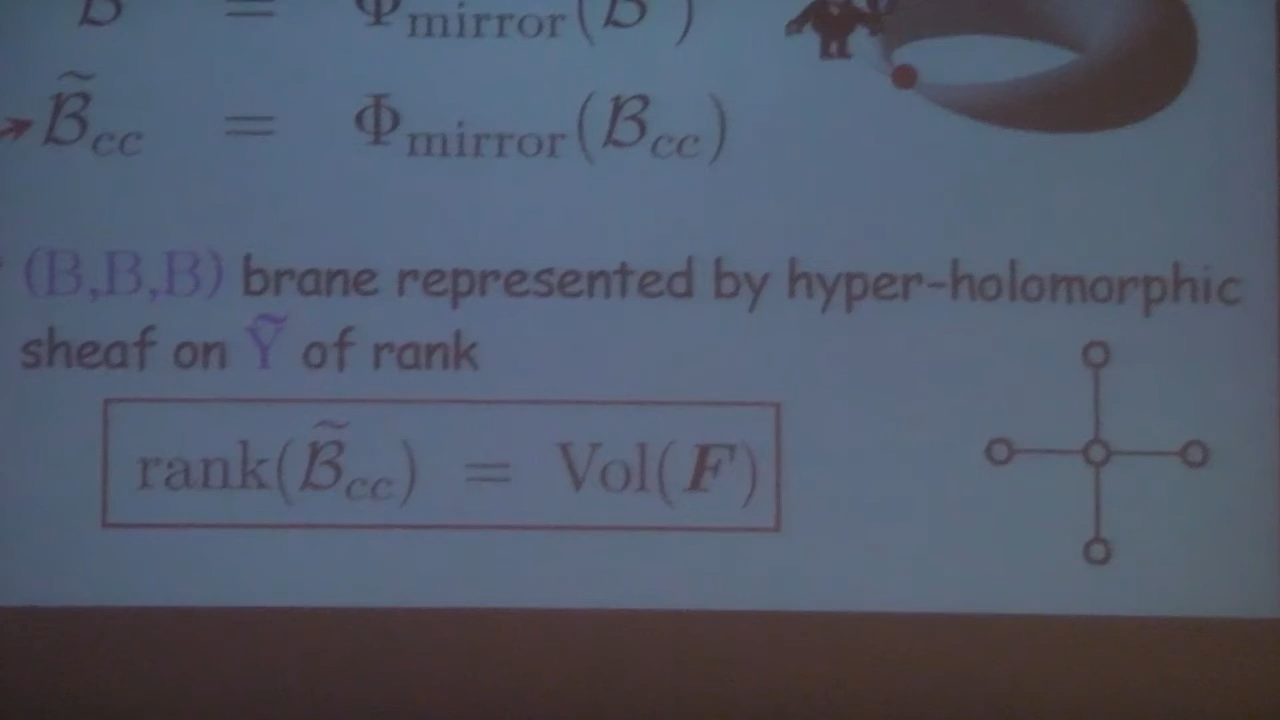 B = Φmirror(B )
B̃cc = Φmirror(Bcc)
(B,B,B) brane represented by hyper-holomorphic
sheaf on Ỹ of rank
rank(B̃cc) = Vol(F)